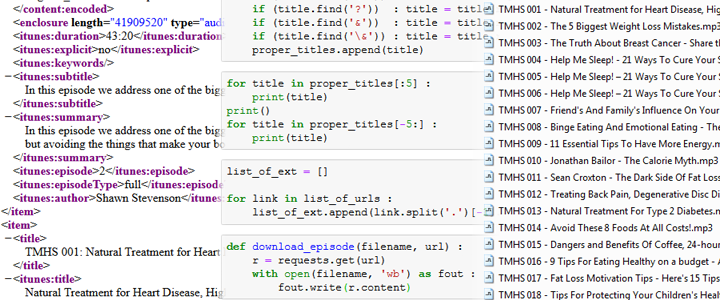 </content:encoded>
<enclosure length="41909520" type="aud
<itunes:duration>43:20</itunes:duration
<itunes:explicit>no</itunes:explicit>
<itunes:keywords/>
−<itunes:subtitle>
In this episode we address one of the big
</itunes:subtitle>
−<itunes:summary>
In this episode we address one of the big
but avoiding the things that make your bo
</itunes:summary>
<itunes:episode>2</itunes:episode>
<itunes:episodeType>full</itunes:episode
<itunes:author>Shawn Stevenson</itunes
</item>
−<item>
−<title>
TMHS 001: Natural Treatment for Heart
</title>
−<itunes:title>
Natural Treatment for Heart Disease, Hig
if (title.find('?')) : title = title
if (title.find('&') : title = title
if (title.find('\&') : title = title
proper_titles.append(title)
for title in proper_titles[:5] :
print(title)
print()
for title in proper_titles[-5:] :
print(title)
list_of_ext = []
for link in list_of_urls :
list_of_ext.append(link.split('.')[-
def download_episode(filename, url) :
r = requests.get(url)
with open(filename, 'wb') as fout :
fout.write(r.content)
TMHS 001 - Natural Treatment for Heart Disease, Hig
TMHS 002 - The 5 Biggest Weight Loss Mistakes.mp3
TMHS 003 - The Truth About Breast Cancer - Share th
TMHS 004 - Help Me Sleep! – 21 Ways To Cure Your S
TMHS 005 - Help Me Sleep! – 21 Ways To Cure Your S
TMHS 006 - Help Me Sleep! – 21 Ways To Cure Your S
TMHS 007 - Friend's And Family's Influence On Your
TMHS 008 - Binge Eating And Emotional Eating - The
TMHS 009 - 11 Essential Tips To Have More Energy.m
TMHS 010 - Jonathan Bailor - The Calorie Myth.mp3
TMHS 011 - Sean Croxton - The Dark Side Of Fat Loss
TMHS 012 - Treating Back Pain, Degenerative Disc Di
TMHS 013 - Natural Treatment For Type 2 Diabetes.m
TMHS 014 - Avoid These 8 Foods At All Costs!.mp3
TMHS 015 - Dangers and Benefits Of Coffee, 24-hour
TMHS 016 - 9 Tips For Eating Healthy on a budget - A
TMHS 017 - Fat Loss Motivation Tips - Here's 15 Tips
TMHS 018 - Tips For Protecting Your Children's Healt